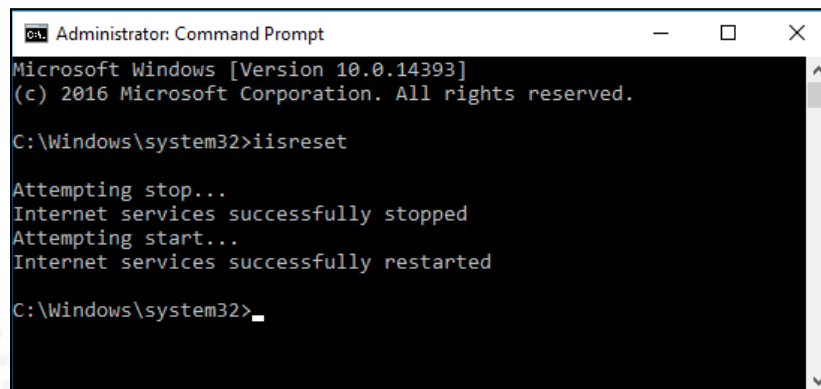 Administrator: Command Prompt
Microsoft Windows [Version 10.0.14393]
(c) 2016 Microsoft Corporation. All rights reserved.
C:\Windows\system32>iisreset
Attempting stop...
Internet services successfully stopped
Attempting start...
Internet services successfully restarted
C:\Windows\system32>